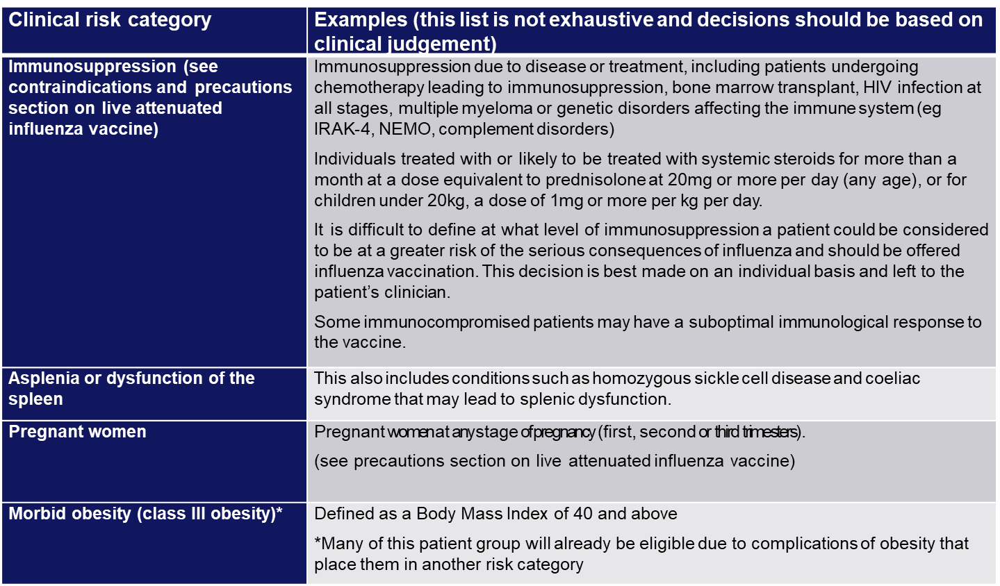 Clinical risk category
Examples (this list is not exhaustive and decisions should be based on
clinical judgement)
Immunosuppression (see
contraindications and precautions
section on live attenuated
influenza vaccine)
Immunosuppression due to disease or treatment, including patients undergoing
chemotherapy leading to immunosuppression, bone marrow transplant, HIV infection at
all stages, multiple myeloma or genetic disorders affecting the immune system (eg
IRAK-4, NEMO, complement disorders)
Individuals treated with or likely to be treated with systemic steroids for more than a
month at a dose equivalent to prednisolone at 20mg or more per day (any age), or for
children under 20kg, a dose of 1mg or more per kg per day.
It is difficult to define at what level of immunosuppression a patient could be considered
to be at a greater risk of the serious consequences of influenza and should be offered
influenza vaccination. This decision is best made on an individual basis and left to the
patient’s clinician.
Some immunocompromised patients may have a suboptimal immunological response to
the vaccine.
Asplenia or dysfunction of the
spleen
This also includes conditions such as homozygous sickle cell disease and coeliac
syndrome that may lead to splenic dysfunction.
Pregnant women
Pregnant women at any stage of pregnancy (first, second or third trimesters).
(see precautions section on live attenuated influenza vaccine)
Morbid obesity (class III obesity)*
Defined as a Body Mass Index of 40 and above
*Many of this patient group will already be eligible due to complications of obesity that
place them in another risk category